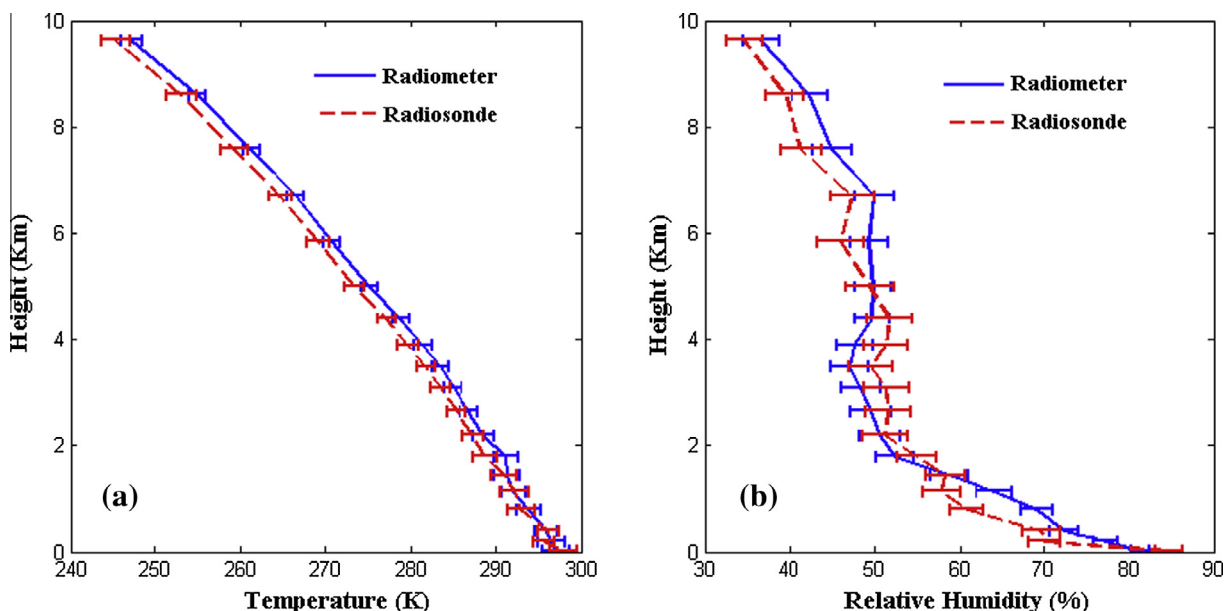 10
8
6
4
2
0
Height (Km)
Radiometer
Radiosonde
(a)
240 250 260 270 280 290 300
Temperature (K)
10
8
6
4
2
0
Height (Km)
Radiometer
Radiosonde
(b)
30 40 50 60 70 80 90
Relative Humidity (%)